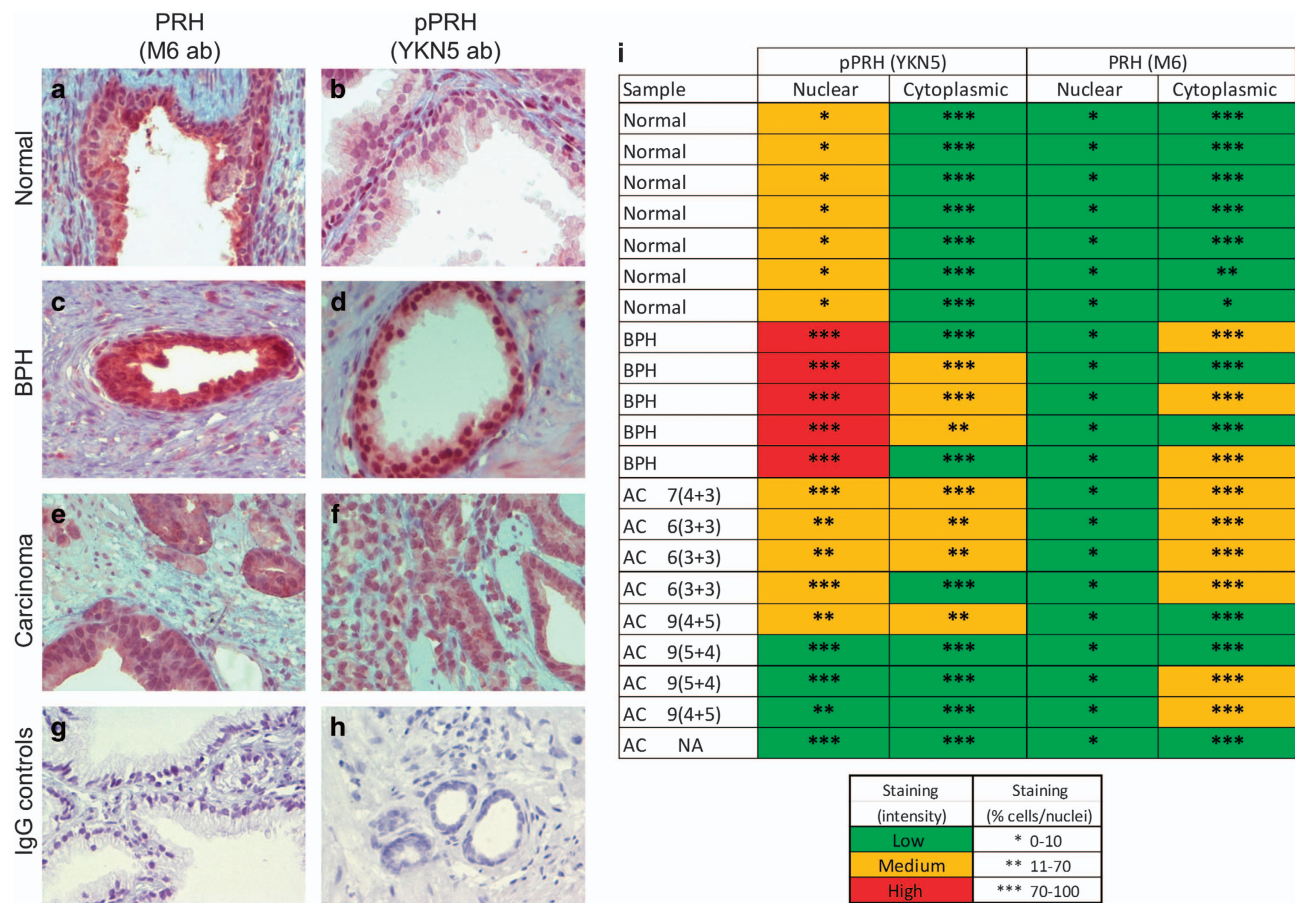 PRH
(M6 ab)
pPRH
(YKN5 ab)
Normal
BPH
Carcinoma
IgG controls
a
b
c
d
e
f
g
h
i
pPRH (YKN5) PRH (M6)
Sample Nuclear Cytoplasmic Nuclear Cytoplasmic
Normal * *** * ***
Normal * *** * ***
Normal * *** * ***
Normal * *** * ***
Normal * *** * ***
Normal * *** * **
Normal * *** * *
BPH *** *** * ***
BPH *** *** * ***
BPH *** *** * ***
BPH *** ** * ***
BPH *** *** * ***
AC 7(4+3) *** *** * ***
AC 6(3+3) ** ** * ***
AC 6(3+3) ** ** * ***
AC 6(3+3) *** *** * ***
AC 9(4+5) ** ** * ***
AC 9(5+4) *** *** * ***
AC 9(5+4) *** *** * ***
AC 9(4+5) ** *** * ***
AC NA *** *** * ***
Staining Staining
(intensity) (% cells/nuclei)
Low * 0-10
Medium ** 11-70
High *** 70-100